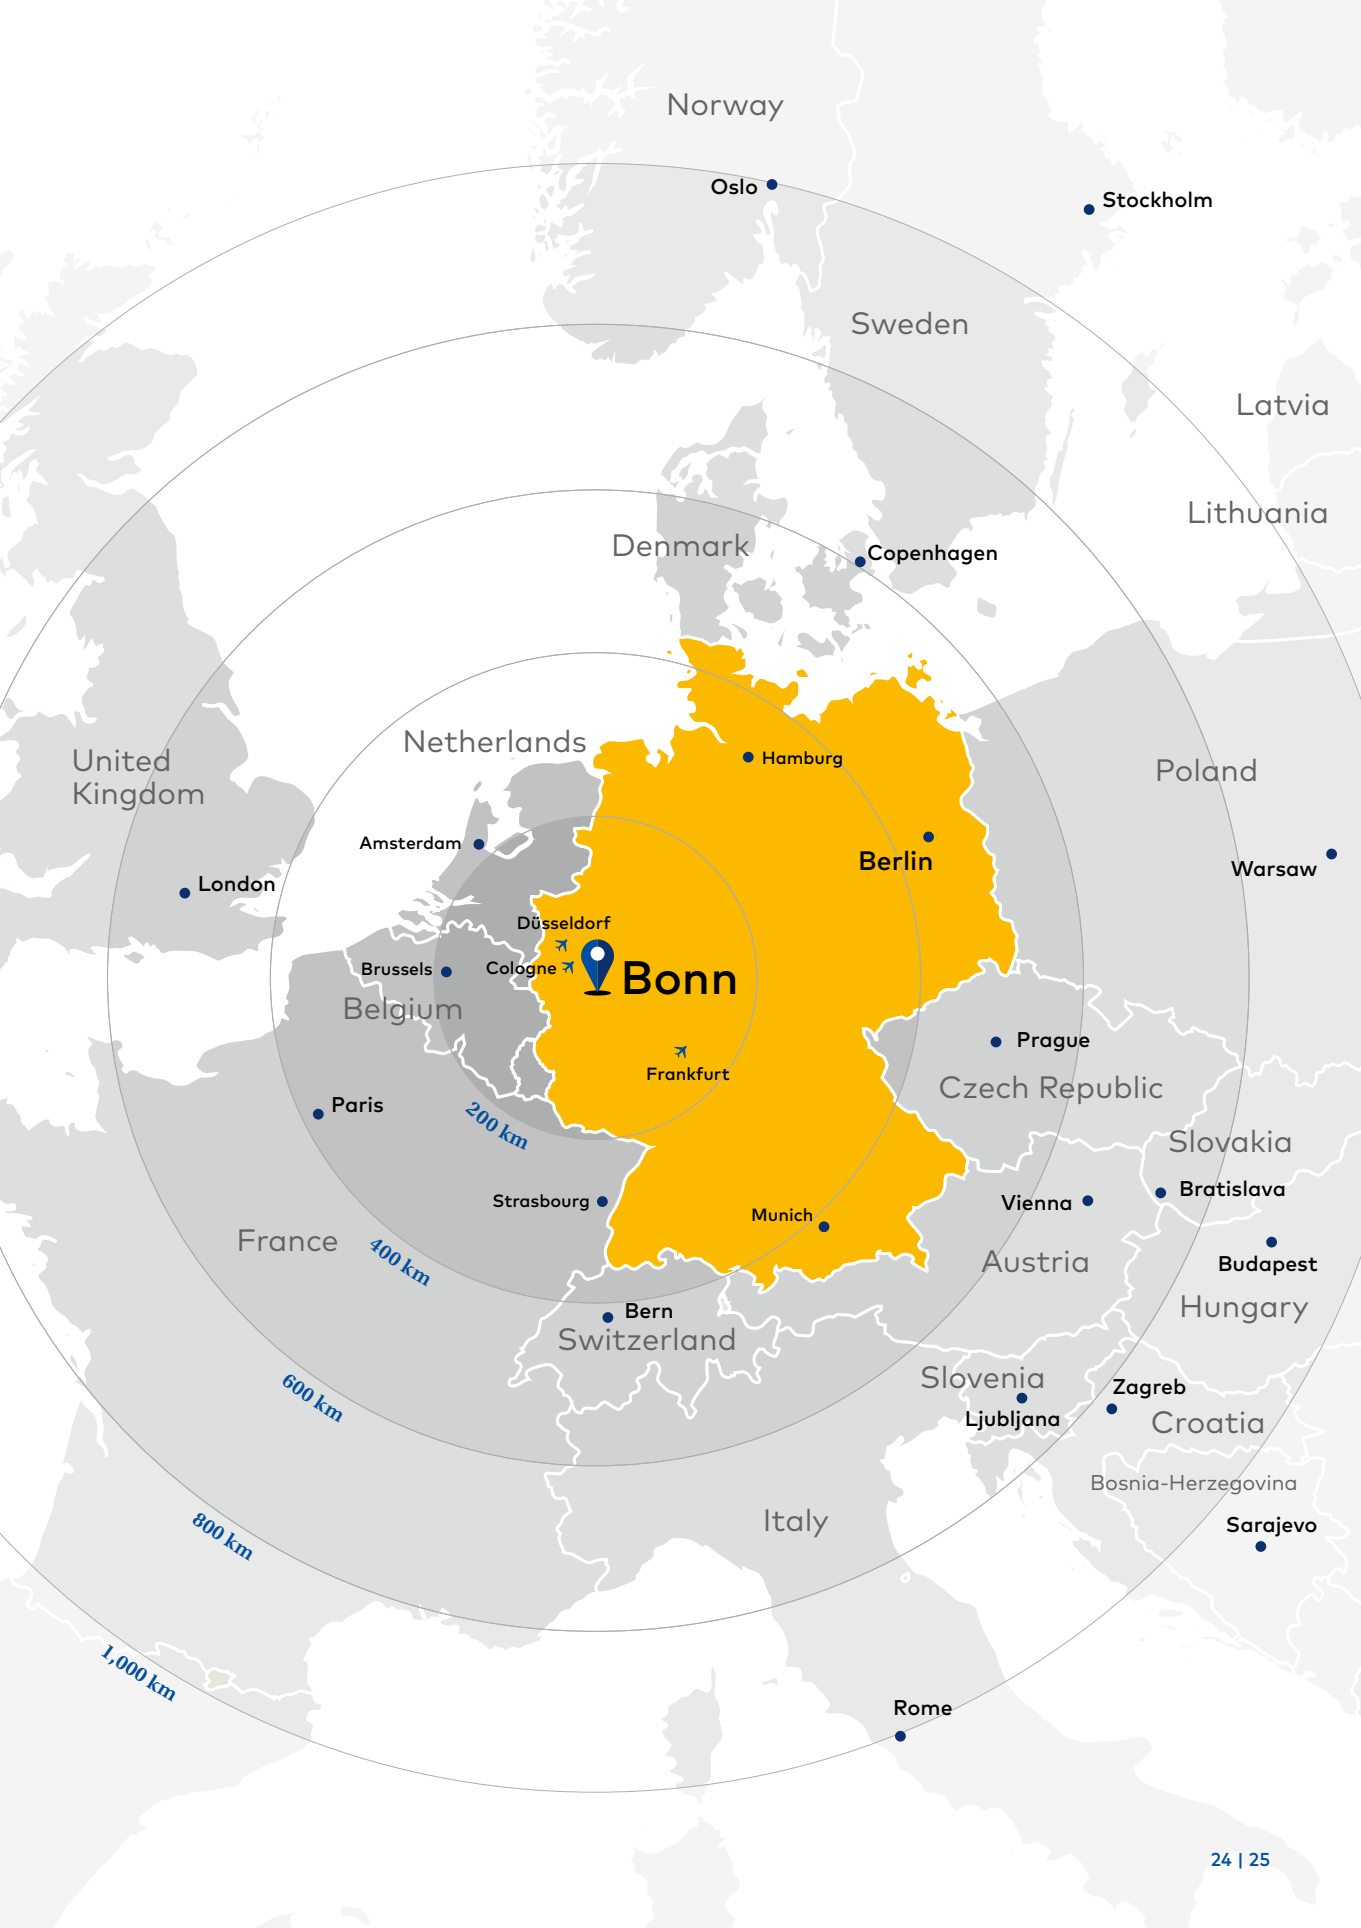 Norway
Oslo
Stockholm
Sweden
Latvia
Lithuania
Denmark
Copenhagen
Netherlands
Hamburg
United
Kingdom
Poland
Amsterdam
Berlin
Warsaw
London
Düsseldorf
Brussels
Cologne
Bonn
Belgium
Prague
Frankfurt
Czech Republic
Paris
200 km
Slovakia
Strasbourg
Vienna
Bratislava
Munich
France
400 km
Austria
Budapest
Bern
Hungary
Switzerland
Slovenia
Zagreb
600 km
Ljubljana
Croatia
Bosnia-Herzegovina
Italy
Sarajevo
800 km
1,000 km
Rome
24 | 25